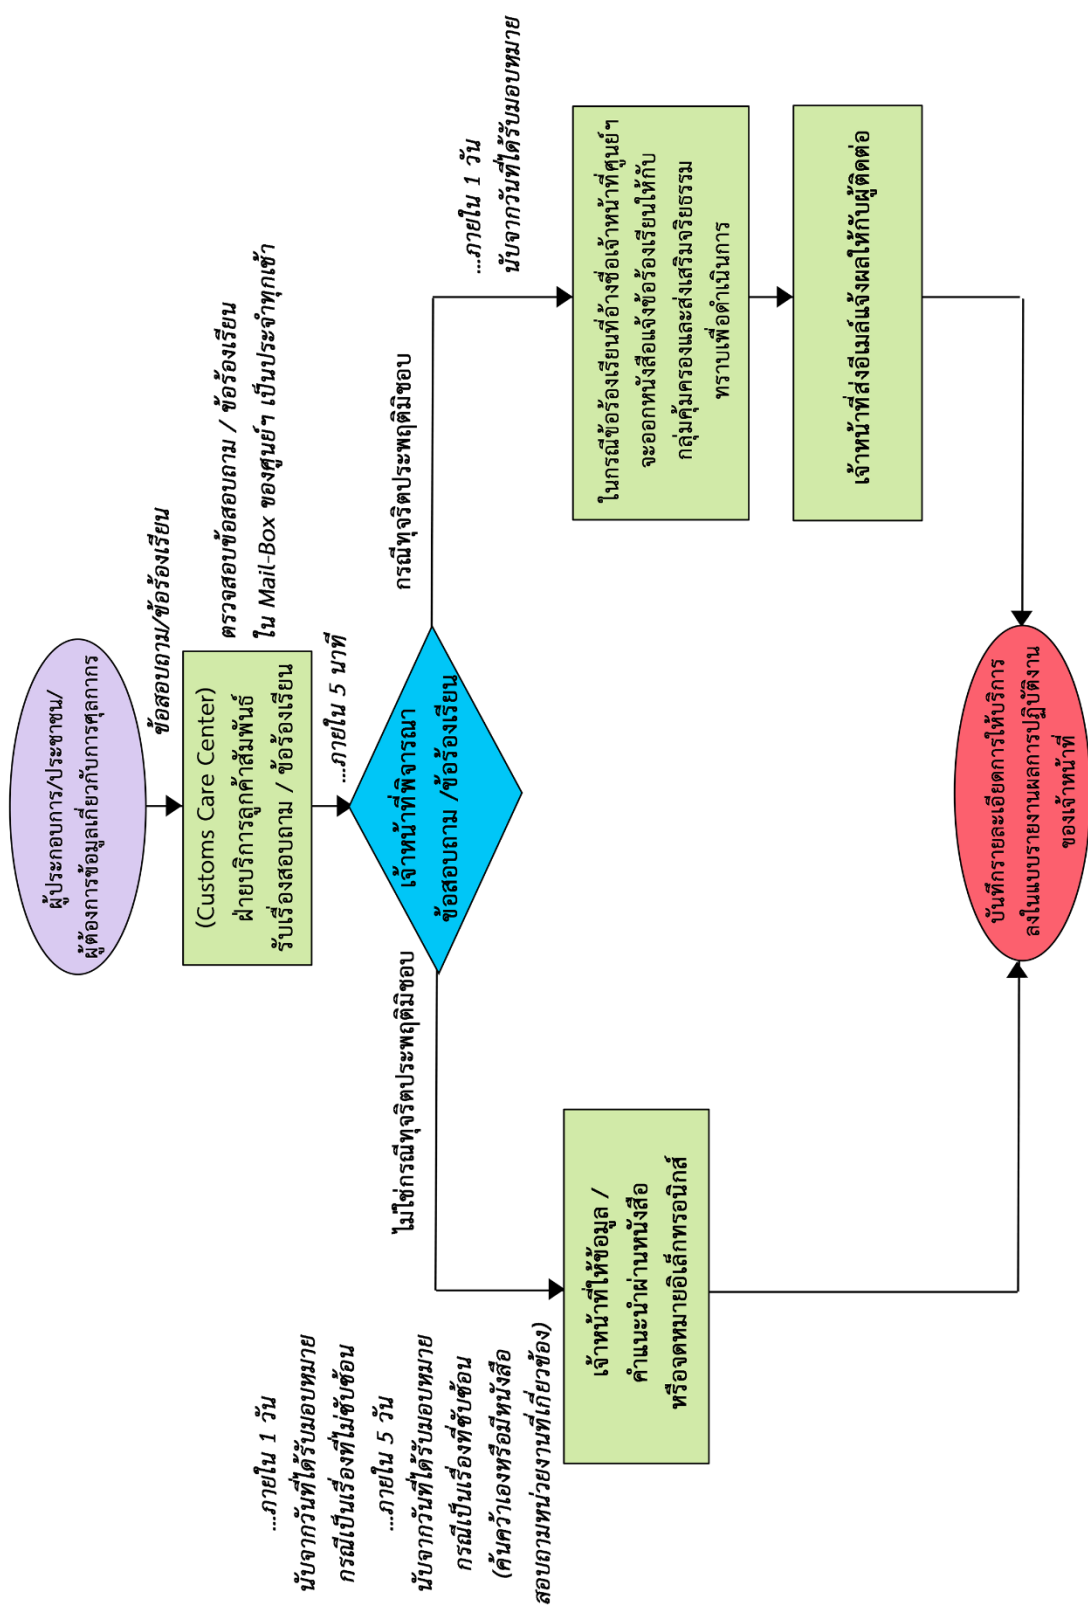 ผู้ประกอบการ/ประชาชน/
ผู้ต้องการข้อมูลเกี่ยวกับการศุลกากร
ข้อสอบถาม/ข้อร้องเรียน
(Customs Care Center)
ฝ่ายบริการลูกค้าสัมพันธ์
รับเรื่องสอบถาม / ข้อร้องเรียน
ตรวจสอบข้อสอบถาม / ข้อร้องเรียน
ใน Mail-Box ของศูนย์ฯ เป็นประจำทุกเช้า
...ภายใน 5 นาที
เจ้าหน้าที่พิจารณา
ข้อสอบถาม /ข้อร้องเรียน
ไม่ใช่กรณีทุจริตประพฤติมิชอบ
กรณีทุจริตประพฤติมิชอบ
...ภายใน 1 วัน
นับจากวันที่ได้รับมอบหมาย
กรณีเป็นเรื่องที่ไม่ซับซ้อน
...ภายใน 5 วัน
นับจากวันที่ได้รับมอบหมาย
กรณีเป็นเรื่องที่ซับซ้อน
(ค้นคว้าเองหรือมีหนังสือ
สอบถามหน่วยงานที่เกี่ยวข้อง)
...ภายใน 1 วัน
นับจากวันที่ได้รับมอบหมาย
เจ้าหน้าที่ให้ข้อมูล /
คำแนะนำผ่านหนังสือ
หรือจดหมายอิเล็กทรอนิกส์
ในกรณีข้อร้องเรียนที่อ้างชื่อเจ้าหน้าที่ศูนย์ฯ
จะออกหนังสือแจ้งข้อร้องเรียนให้กับ
กลุ่มคุ้มครองและส่งเสริมจริยธรรม
ทราบเพื่อดำเนินการ
เจ้าหน้าที่ส่งอีเมล์แจ้งผลให้กับผู้ติดต่อ
บันทึกรายละเอียดการให้บริการ
ลงในแบบรายงานผลการปฏิบัติงาน
ของเจ้าหน้าที่